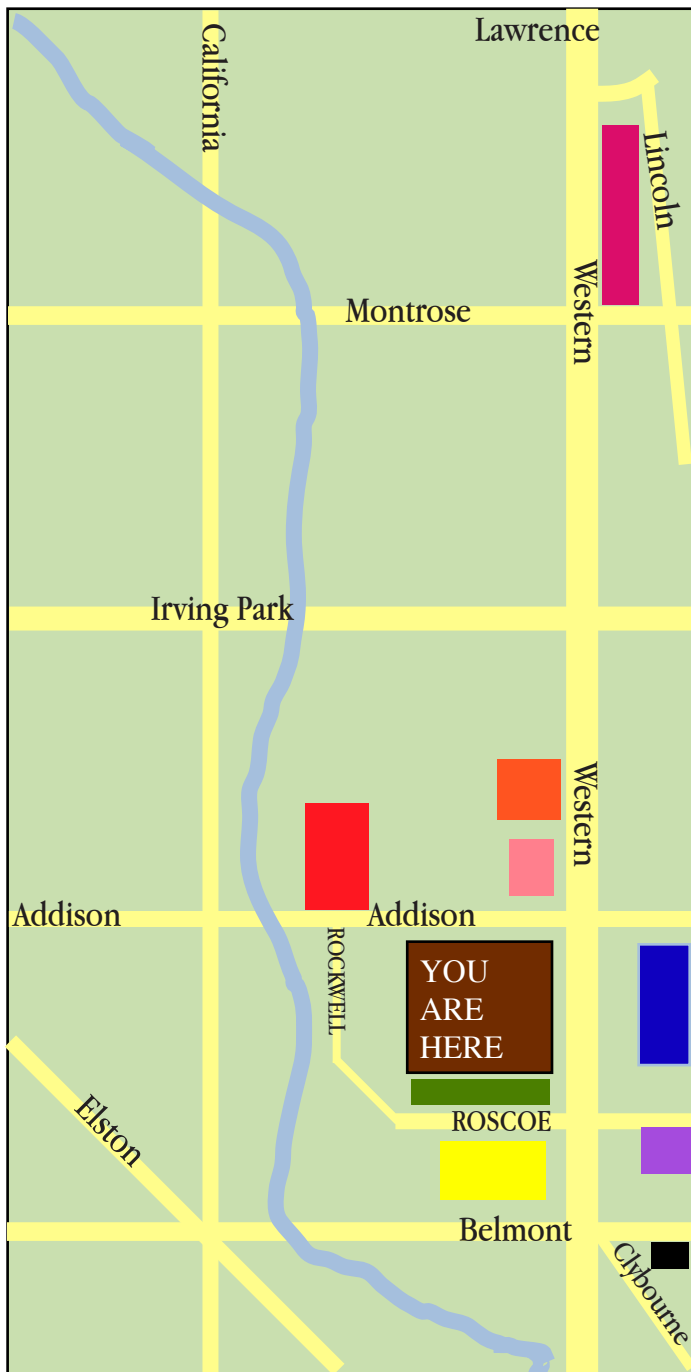 Lawrence
California
Lincoln
Western
Montrose
Irving Park
Western
Addison
Addison
ROCKWELL
YOU
ARE
HERE
ROSCOE
Elston
Belmont
Clybourne